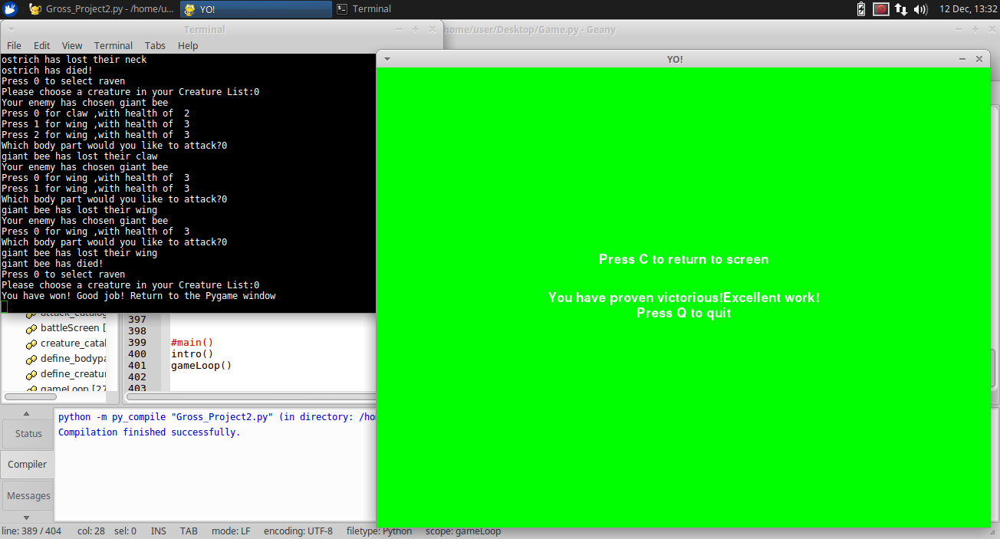 Gross_Project2.py - /home/u...
YO!
Terminal
12 Dec, 13:32
Terminal
home/user/Desktop/Game.py - Geany
File Edit View Terminal Tabs Help
ostrich has lost their neck
ostrich has died!
Press 0 to select raven
Please choose a creature in your Creature List:0
Your enemy has chosen giant bee
Press 0 for claw ,with health of  2
Press 1 for wing ,with health of  3
Press 2 for wing ,with health of  3
Which body part would you like to attack?0
giant bee has lost their claw
Your enemy has chosen giant bee
Press 0 for wing ,with health of  3
Press 1 for wing ,with health of  3
Which body part would you like to attack?0
giant bee has lost their wing
Your enemy has chosen giant bee
Press 0 for wing ,with health of  3
Which body part would you like to attack?0
giant bee has lost their wing
giant bee has died!
Press 0 to select raven
Please choose a creature in your Creature List:0
You have won! Good job! Return to the Pygame window
YO!
Press C to return to screen
You have proven victorious!Excellent work!
Press Q to quit
attack_catalog
battleScreen [
creature_catal
define_bodypa
define_creatur
gameLoop [27
397
398
399 #main()
400 intro()
401 gameLoop()
402
403
Status
Compiler
Messages
python -m py_compile "Gross_Project2.py" (in directory: /ho
Compilation finished successfully.
line: 389 / 404 col: 28 sel: 0 INS TAB mode: LF encoding: UTF-8 filetype: Python scope: gameLoop